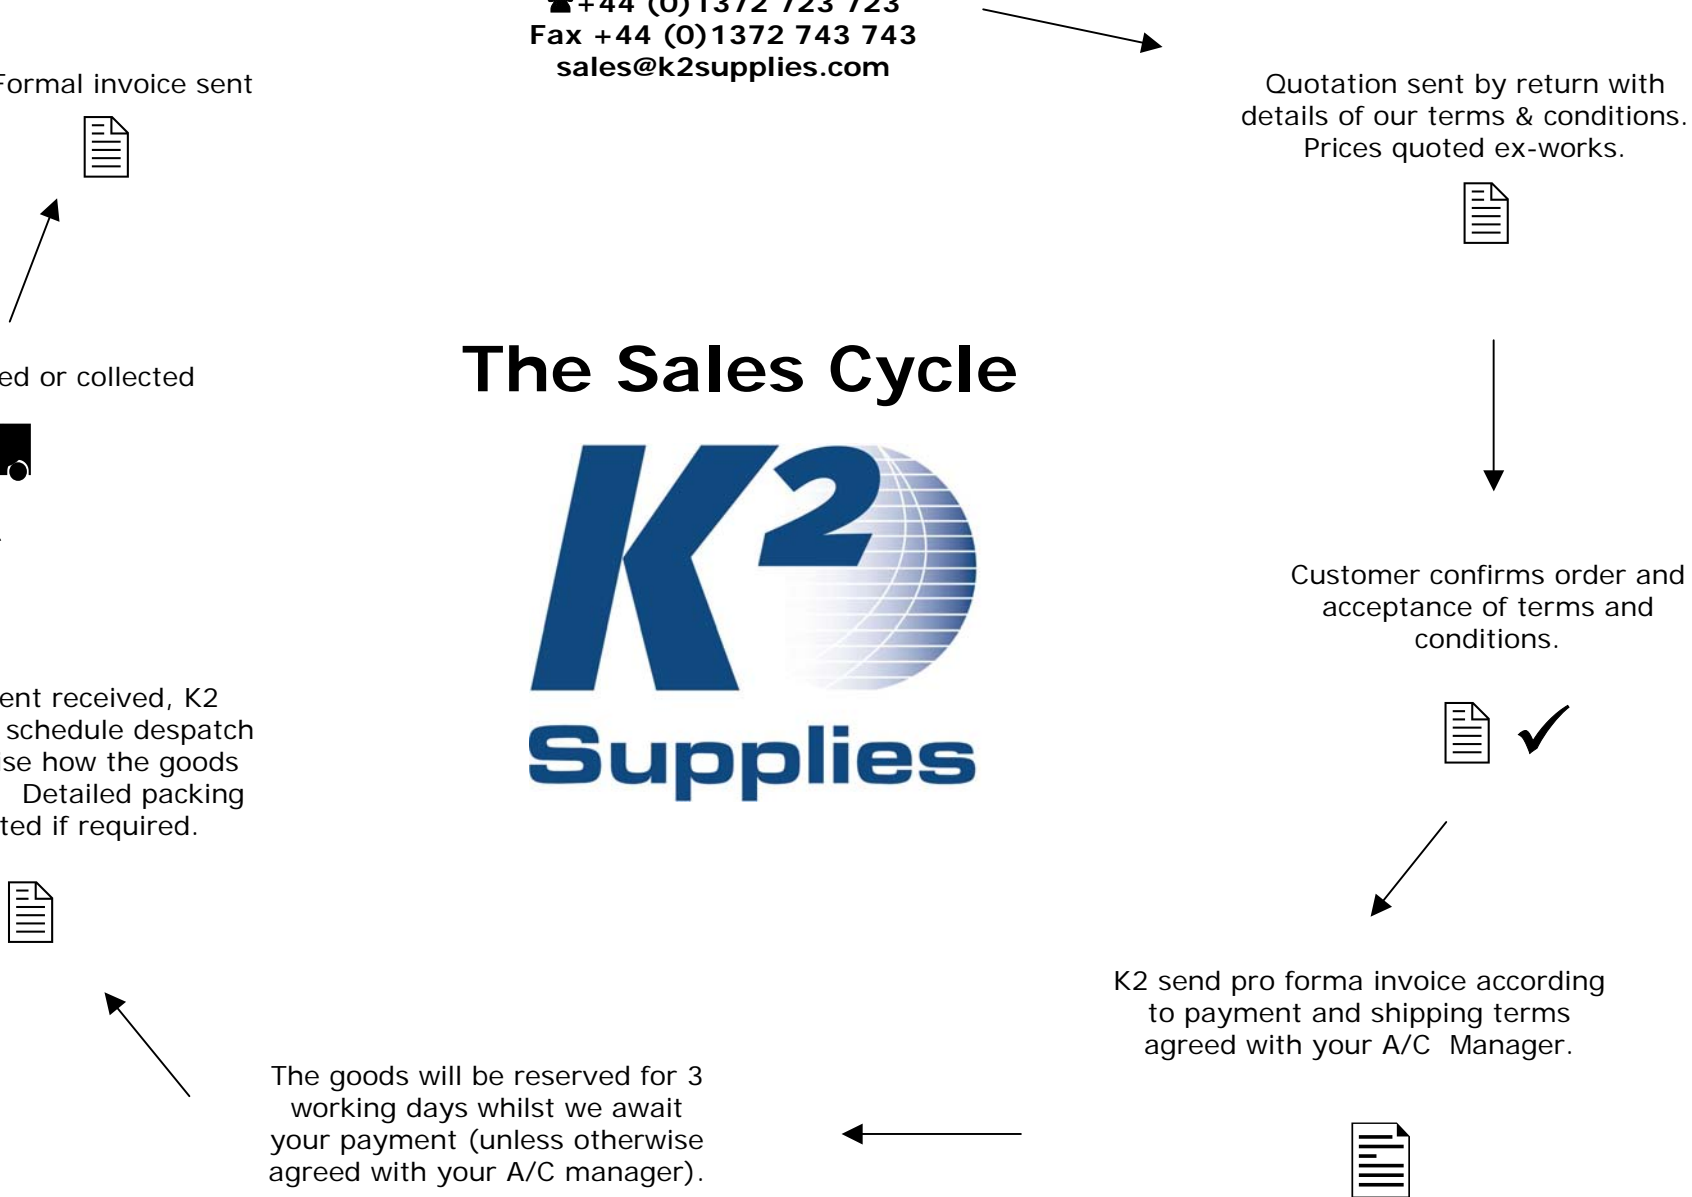 ☎+44 (0)1372 723 723
Fax +44 (0)1372 743 743
sales@k2supplies.com
Formal invoice sent
Quotation sent by return with
details of our terms & conditions.
Prices quoted ex-works.
The Sales Cycle
ed or collected
K2
Supplies
Customer confirms order and
acceptance of terms and
conditions.
ent received, K2
schedule despatch
ise how the goods
Detailed packing
ted if required.
K2 send pro forma invoice according
to payment and shipping terms
agreed with your A/C  Manager.
The goods will be reserved for 3
working days whilst we await
your payment (unless otherwise
agreed with your A/C manager).